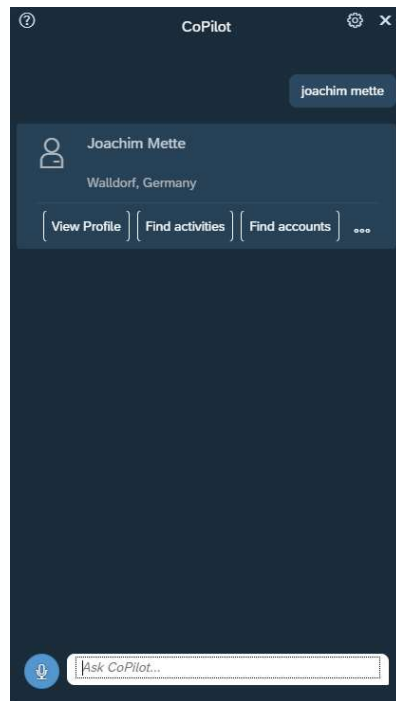 CoPilot
joachim mette
Joachim Mette
Walldorf, Germany
View Profile Find activities Find accounts
Ask CoPilot...